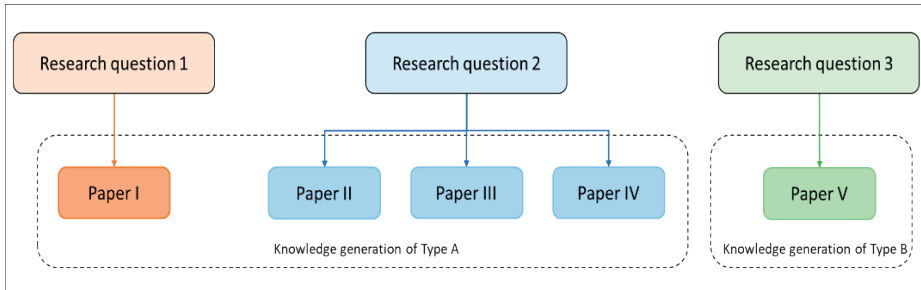 Research question 1
Research question 2
Research question 3
Paper I
Paper II
Paper III
Paper IV
Paper V
Knowledge generation of Type A
Knowledge generation of Type B